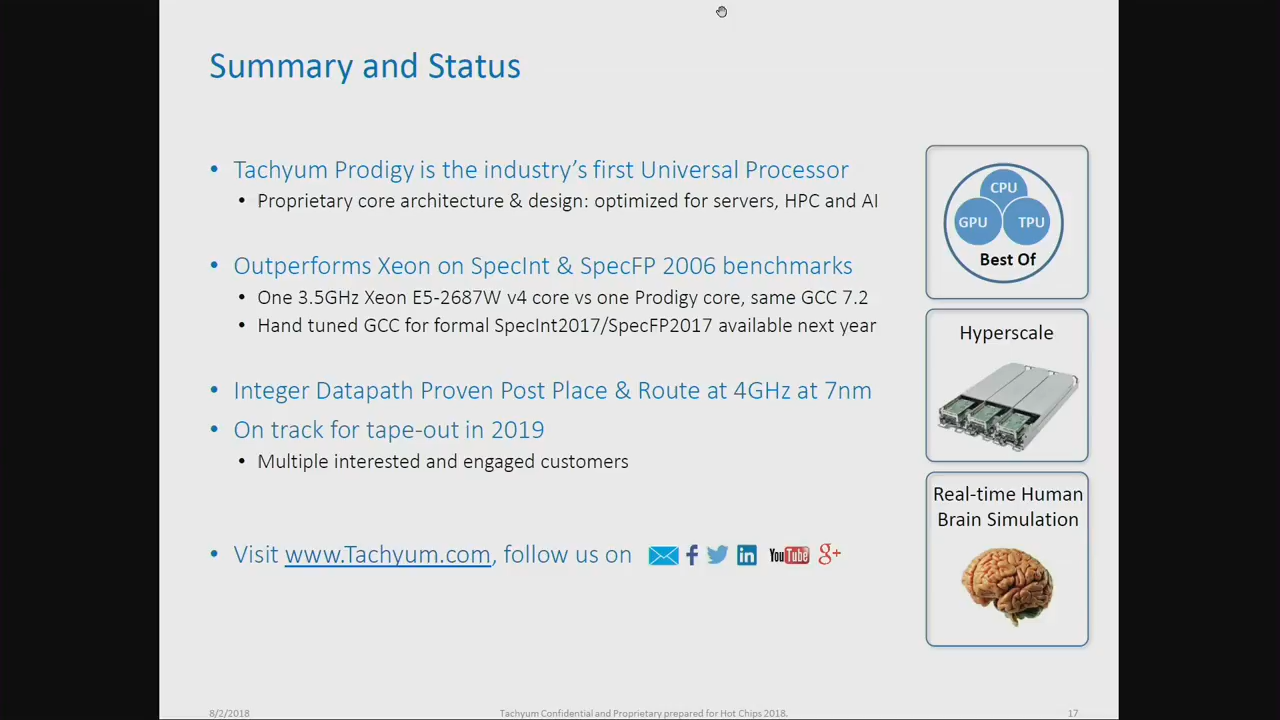 Summary and Status
• Tachyum Prodigy is the industry’s first Universal Processor
• Proprietary core architecture & design: optimized for servers, HPC and AI
• Outperforms Xeon on SpecInt & SpecFP 2006 benchmarks
• One 3.5GHz Xeon E5-2687W v4 core vs one Prodigy core, same GCC 7.2
• Hand tuned GCC for formal SpecInt2017/SpecFP2017 available next year
• Integer Datapath Proven Post Place & Route at 4GHz at 7nm
• On track for tape-out in 2019
• Multiple interested and engaged customers
• Visit www.Tachyum.com, follow us on
f in YouTube g+
CPU
GPU TPU
Best Of
Hyperscale
Real-time Human
Brain Simulation
8/2/2018
Tachyum Confidential and Proprietary prepared for Hot Chips 2018.
17